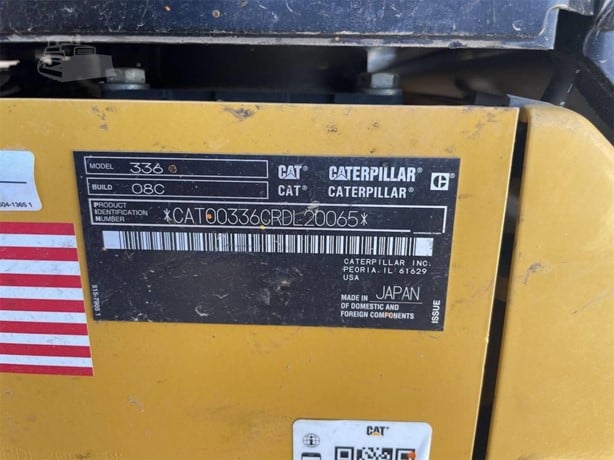 MODEL 336
BUILD 08C
CAT CATERPILLAR
CAT CATERPILLAR
C
PRODUCT
IDENTIFICATION
NUMBER
*CAT00336CRDL20065*
CATERPILLAR INC.
PEORIA, IL 61629
USA
MADE IN JAPAN
OF DOMESTIC AND
FOREIGN COMPONENTS
ISSUE
CAT